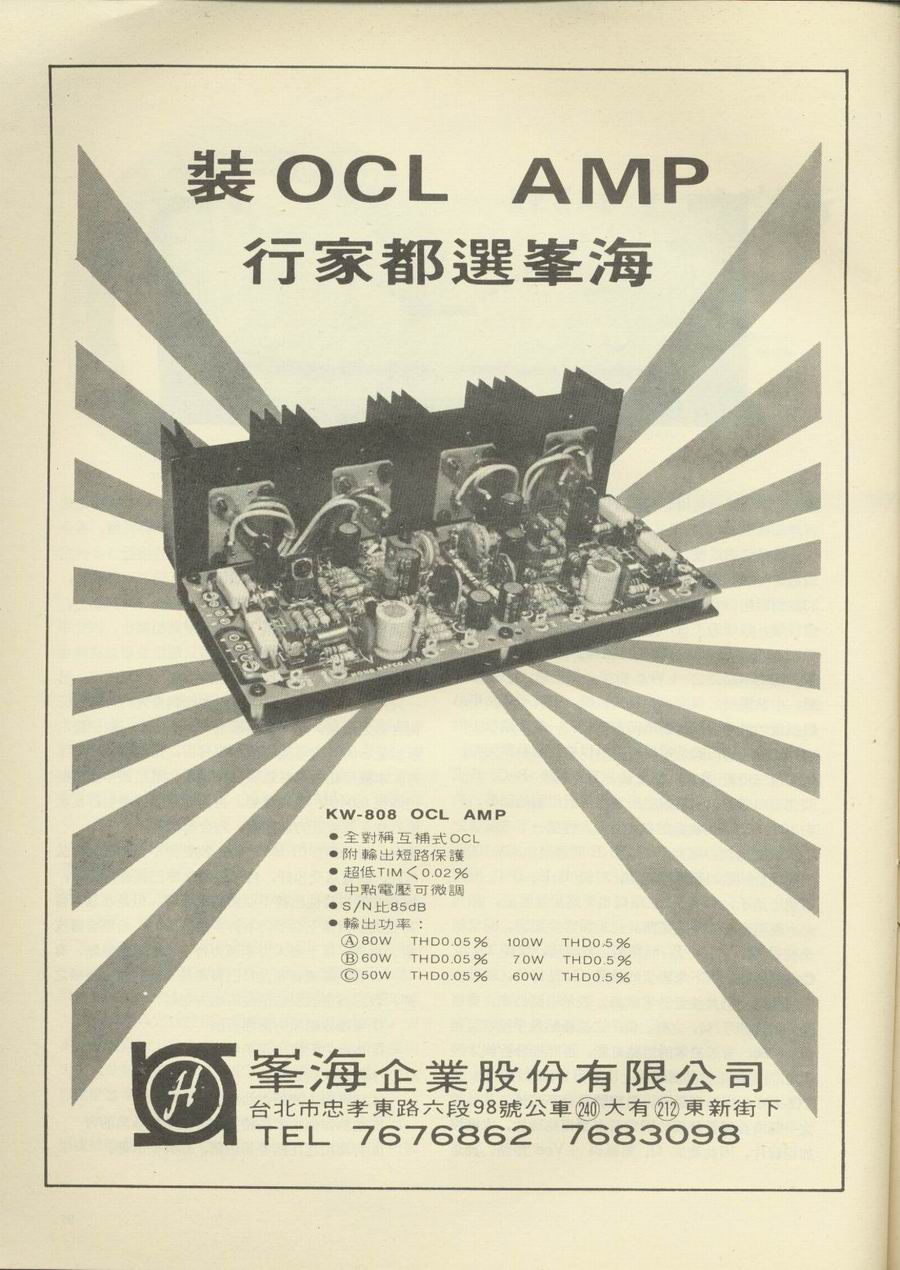 裝OCL AMP
行家都選峯海
KW-808 OCL AMP
●全對稱互補式OCL
●附輸出短路保護
●超低TIM<0.02%
●中點電壓可微調
●S/N比85dB
●輸出功率：
Ⓐ80W THD0.05% 100W THD0.5%
Ⓑ60W THD0.05% 70W THD0.5%
Ⓒ50W THD0.05% 60W THD0.5%
H
峯海企業股份有限公司
台北市忠孝東路六段98號公車240大有212東新街下
TEL 7676862 7683098